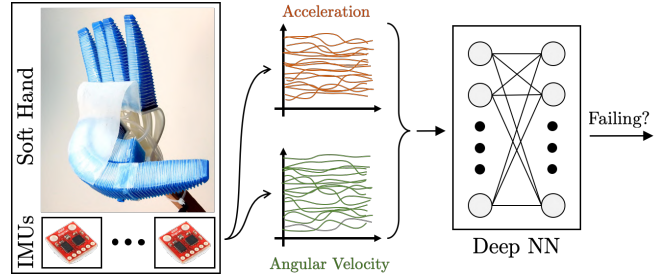 Soft Hand
IMUs
Acceleration
Angular Velocity
Deep NN
Failing?